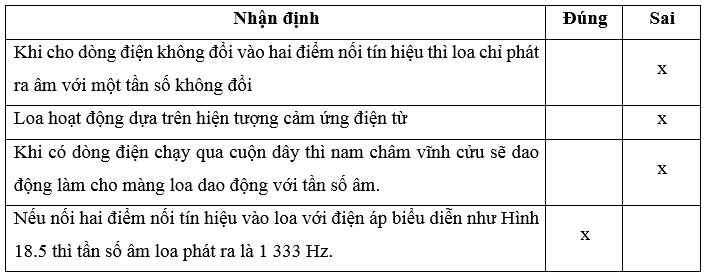 Nhận định Đúng Sai
Khi cho dòng điện không đổi vào hai điểm nối tín hiệu thì loa chỉ phát
ra âm với một tần số không đổi
x
Loa hoạt động dựa trên hiện tượng cảm ứng điện từ x
Khi có dòng điện chạy qua cuộn dây thì nam châm vĩnh cửu sẽ dao
động làm cho màng loa dao động với tần số âm.
x
Nếu nối hai điểm nối tín hiệu vào loa với điện áp biểu diễn như Hình
18.5 thì tần số âm loa phát ra là 1 333 Hz.
x